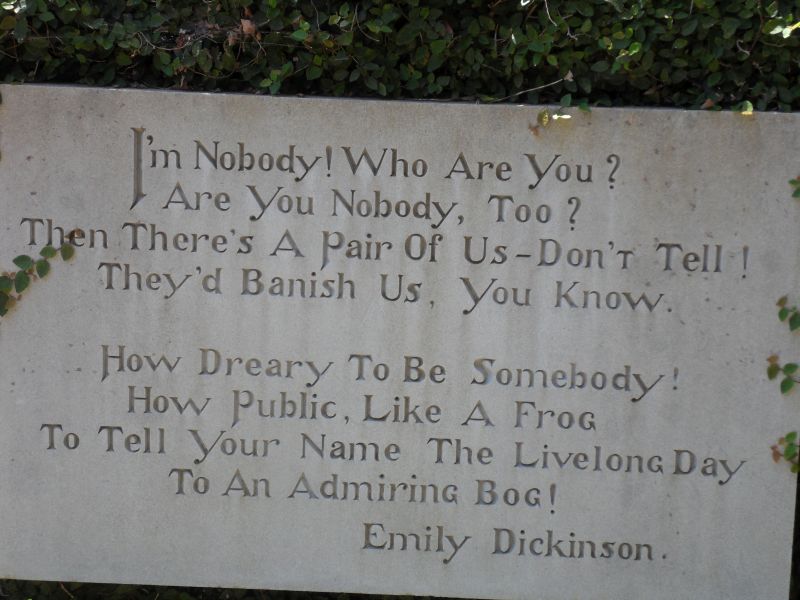 I'm Nobody! Who Are You?
Are You Nobody, Too?
Then There's A Pair Of Us-Don't Tell!
They'd Banish Us, You Know.
How Dreary To Be Somebody!
How Public, Like A Frog
To Tell Your Name The Livelong Day
To An Admiring Bog!
Emily Dickinson.